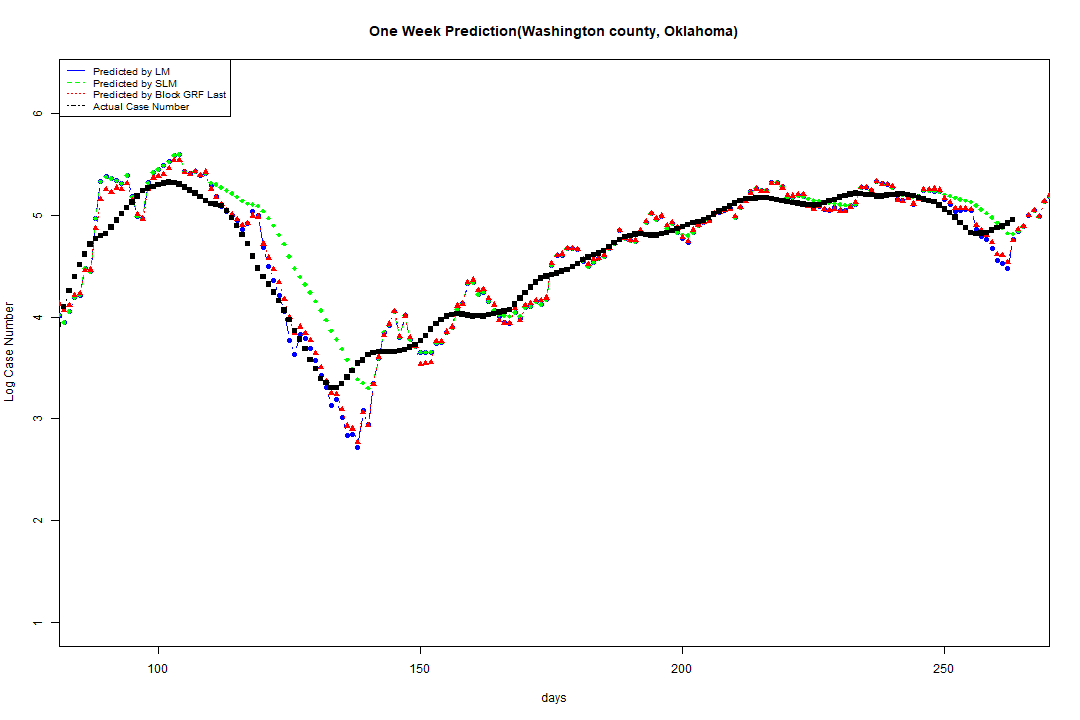 One Week Prediction(Washington county, Oklahoma)
Predicted by LM
Predicted by SLM
Predicted by Block GRF Last
Actual Case Number
6
5
4
3
2
1
Log Case Number
100 150 200 250
days